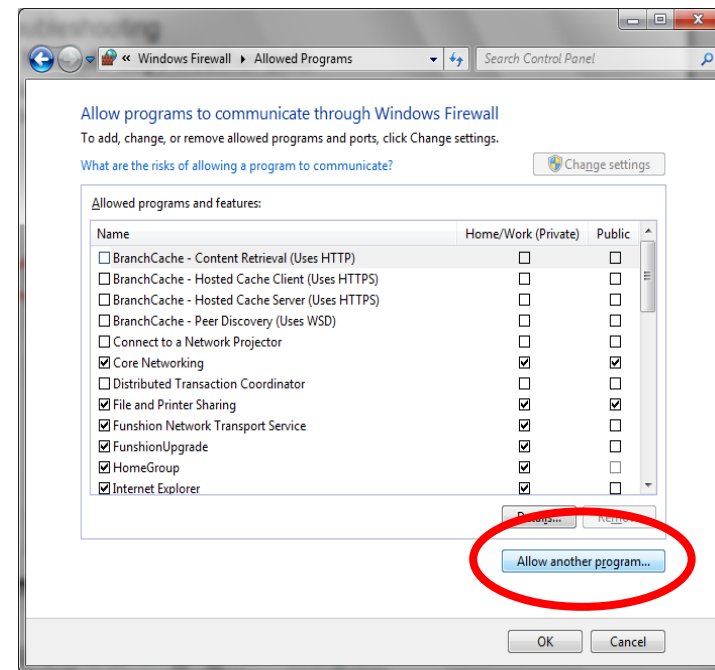 ubleshooting
« Windows Firewall ▸ Allowed Programs
Search Control Panel
Allow programs to communicate through Windows Firewall
To add, change, or remove allowed programs and ports, click Change settings.
What are the risks of allowing a program to communicate?
Change settings
Allowed programs and features:
Name Home/Work (Private) Public
BranchCache - Content Retrieval (Uses HTTP)
BranchCache - Hosted Cache Client (Uses HTTPS)
BranchCache - Hosted Cache Server (Uses HTTPS)
BranchCache - Peer Discovery (Uses WSD)
Connect to a Network Projector
Core Networking
Distributed Transaction Coordinator
File and Printer Sharing
Funshion Network Transport Service
FunshionUpgrade
HomeGroup
Internet Explorer
Details...
Allow another program...
OK Cancel